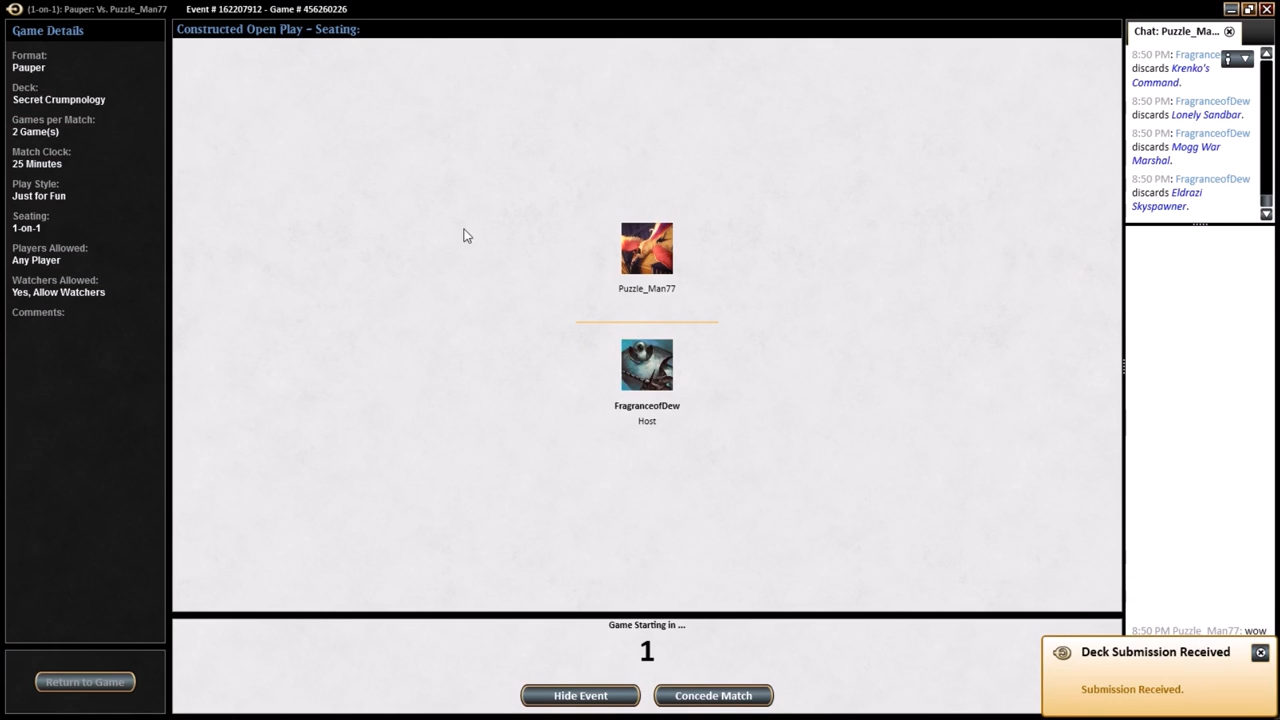 (1-on-1): Pauper: Vs. Puzzle_Man77
Event # 162207912 - Game # 456260226
Game Details
Format:
Pauper
Deck:
Secret Crumpnology
Games per Match:
2 Game(s)
Match Clock:
25 Minutes
Play Style:
Just for Fun
Seating:
1-on-1
Players Allowed:
Any Player
Watchers Allowed:
Yes, Allow Watchers
Comments:
Return to Game
Constructed Open Play – Seating:
Puzzle_Man77
FragranceofDew
Host
Game Starting in ...
1
Hide Event
Concede Match
Chat: Puzzle_Ma...
8:50 PM: Fragrance
discards Krenko's
Command.
8:50 PM: FragranceofDew
discards Lonely Sandbar.
8:50 PM: FragranceofDew
discards Mogg War
Marshal.
8:50 PM: FragranceofDew
discards Eldrazi
Skyspawner.
8:50 PM Puzzle_Man77: wow
Deck Submission Received
Submission Received.